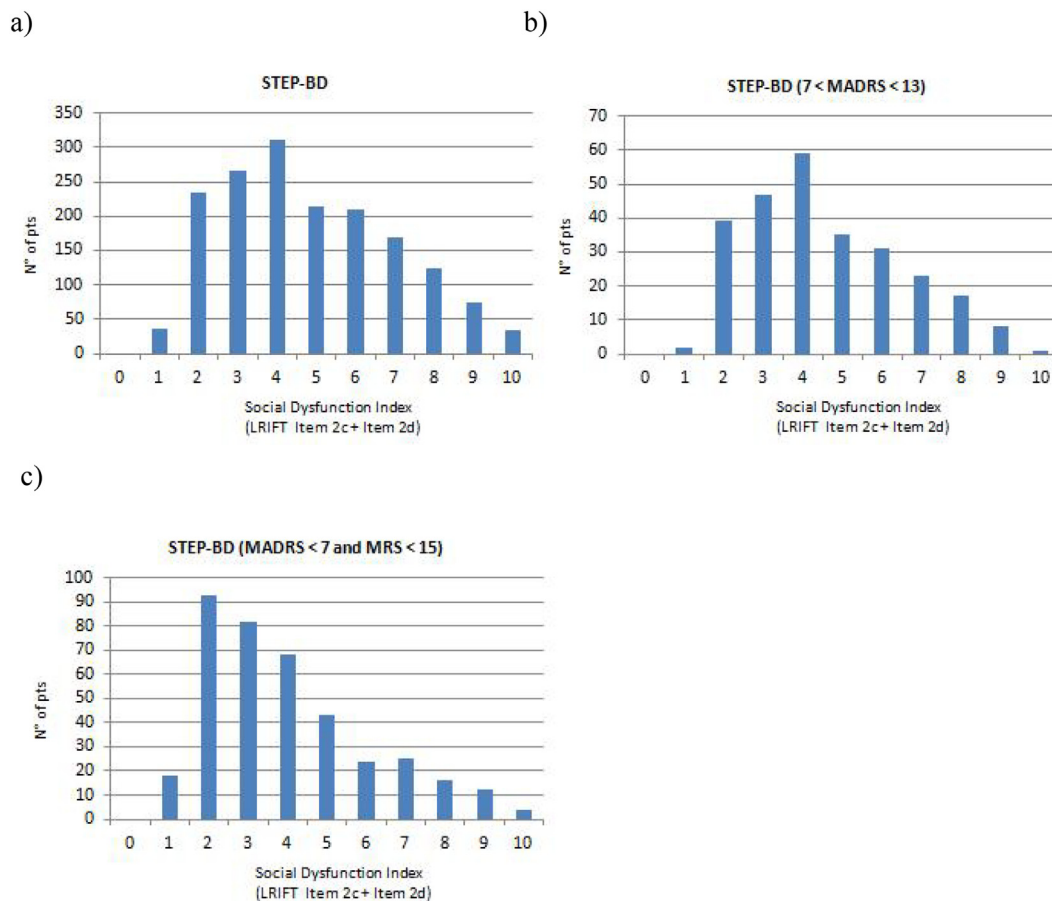 a)
STEP-BD
350
300
250
200
150
100
50
0
N° of pts
0 1 2 3 4 5 6 7 8 9 10
Social Dysfunction Index
(LRIFT Item 2c+ Item 2d)
b)
STEP-BD (7 < MADRS < 13)
70
60
50
40
30
20
10
0
N° of pts
0 1 2 3 4 5 6 7 8 9 10
Social Dysfunction Index
(LRIFT Item 2c+ Item 2d)
c)
STEP-BD (MADRS < 7 and MRS < 15)
100
90
80
70
60
50
40
30
20
10
0
N° of pts
0 1 2 3 4 5 6 7 8 9 10
Social Dysfunction Index
(LRIFT Item 2c+ Item 2d)